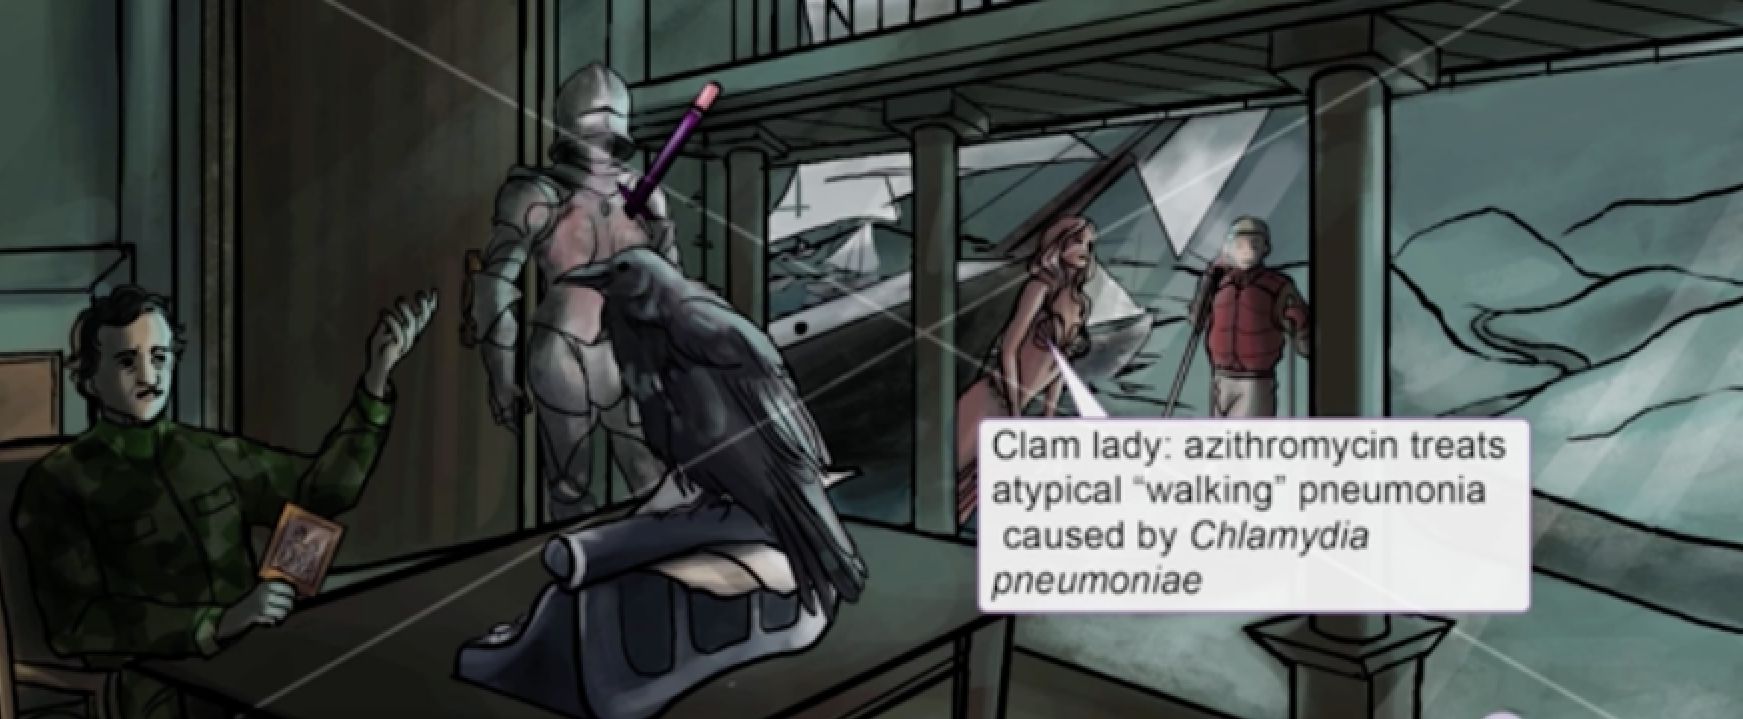 Clam lady: azithromycin treats
atypical “walking” pneumonia
caused by Chlamydia
pneumoniae